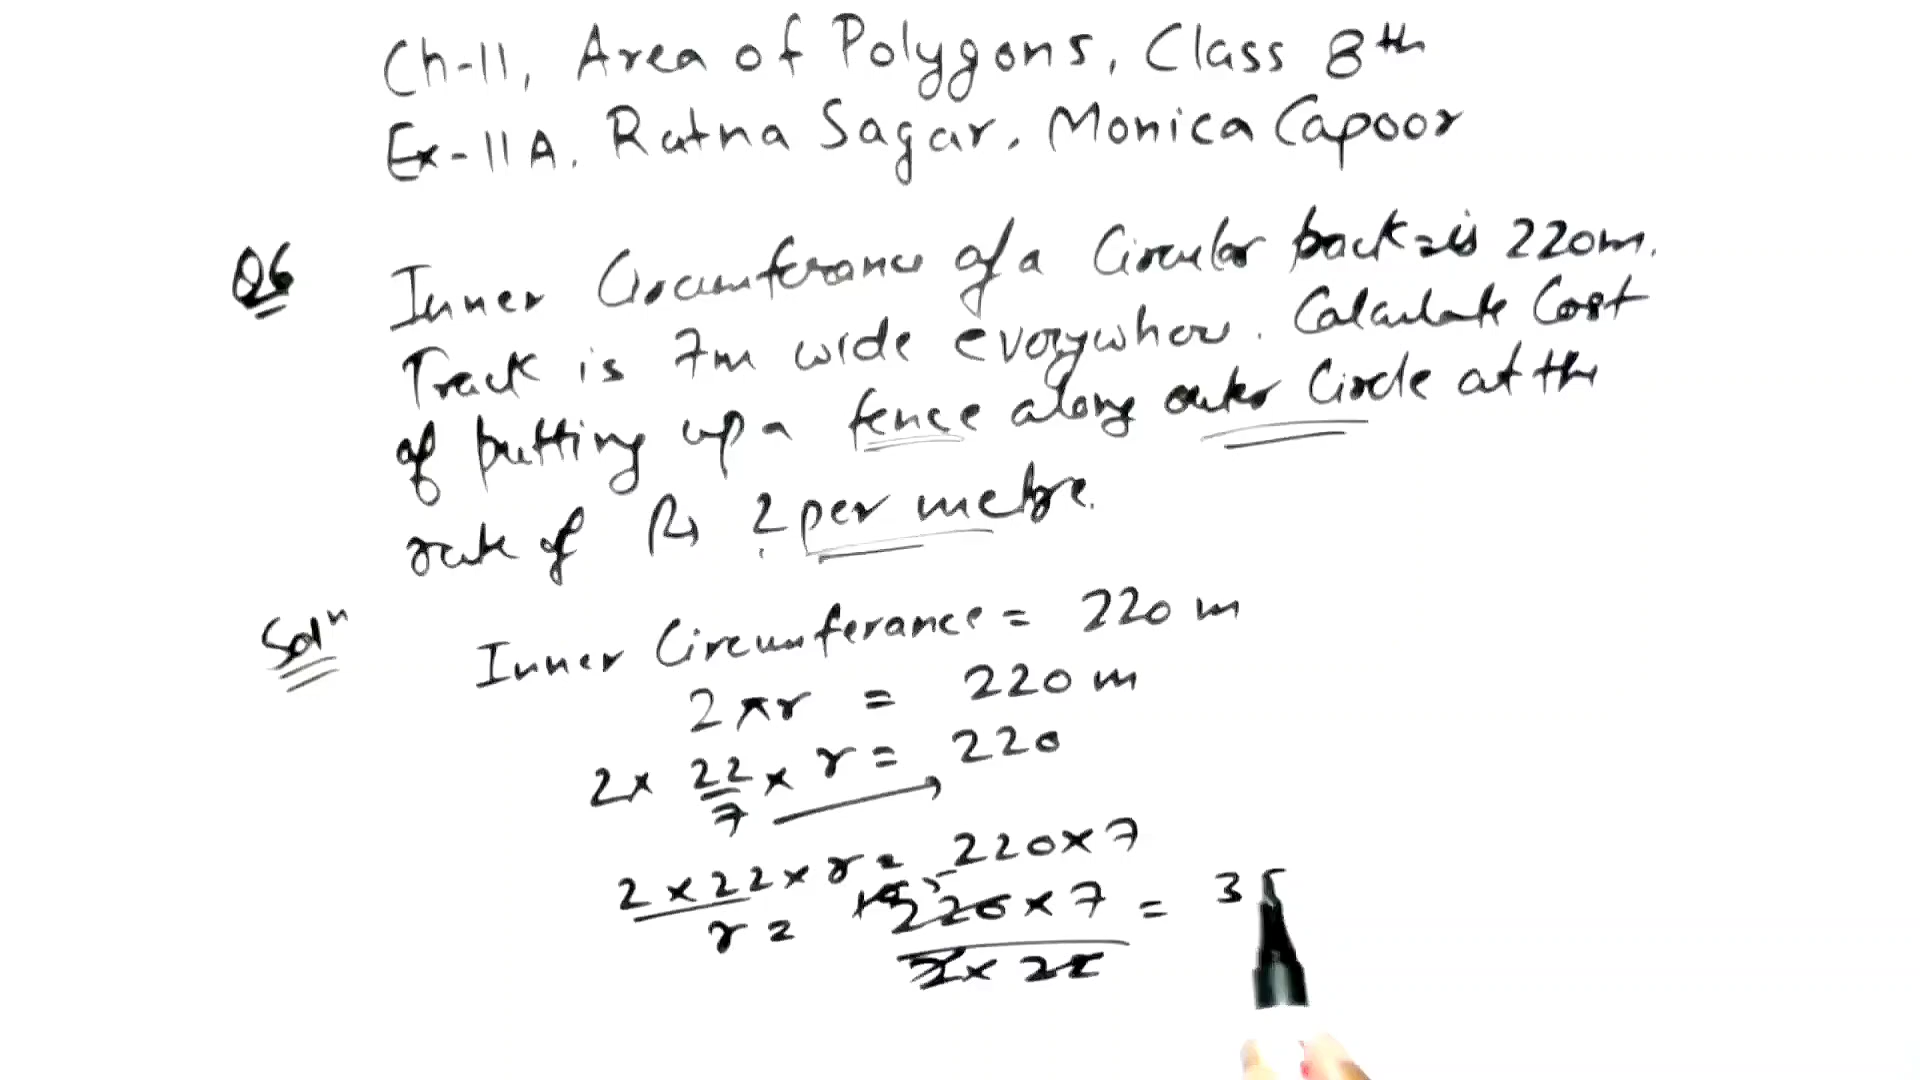 Ch-11, Area of Polygons, Class 8th
Ex-11A. Ratna Sagar, Monica Capoor
Q6 Inner Circumferance of a Circular is 220m.
Track is 7m wide everywhere. Calculate Cost
of putting up a fence along outer Circle at the
rate of Rs 2 per metre.
Solⁿ Inner Circumferance = 220 m
2πr = 220 m
2 × 22/7 × r = 220
2 × 22 × r = 220 × 7
r = 220 × 7 / 2 × 22 = 35